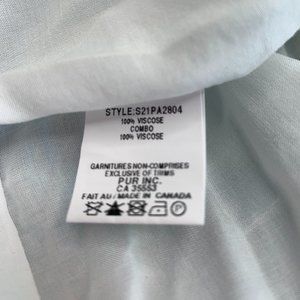 STYLE:S21PA2804
100% VISCOSE
COMBO
100% VISCOSE
GARNITURES NON-COMPRISES
EXCLUSIVE OF TRIMS
PUR INC.
CA 35553
FAIT AU / MADE IN CANADA